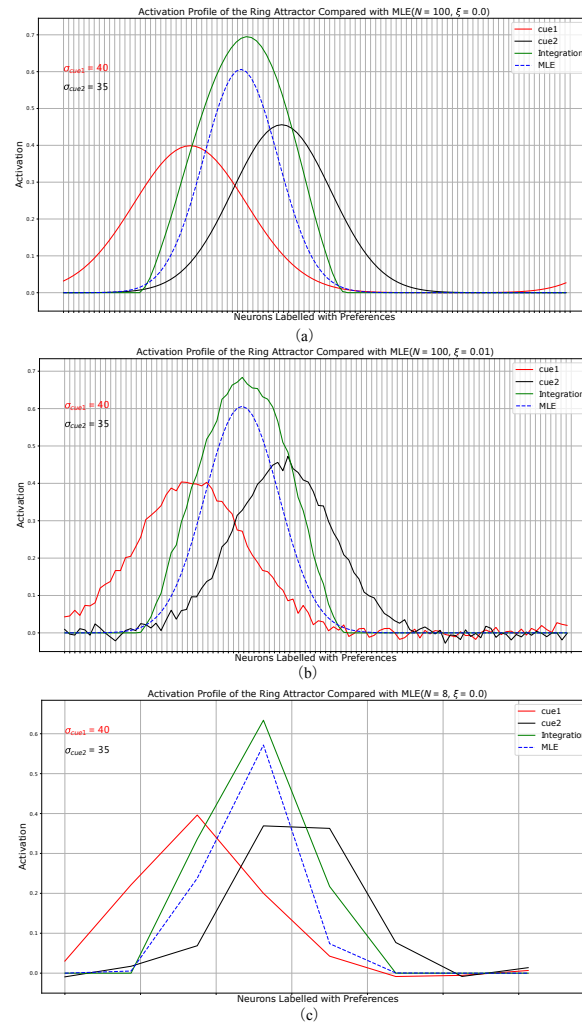 Activation Profile of the Ring Attractor Compared with MLE(N = 100, ξ = 0.0)
0.7
0.6
0.5
0.4
0.3
0.2
0.1
0.0
Activation
σcue1 = 40
σcue2 = 35
cue1
cue2
Integration
MLE
Neurons Labelled with Preferences
(a)
Activation Profile of the Ring Attractor Compared with MLE(N = 100, ξ = 0.01)
0.7
0.6
0.5
0.4
0.3
0.2
0.1
0.0
Activation
σcue1 = 40
σcue2 = 35
cue1
cue2
Integration
MLE
Neurons Labelled with Preferences
(b)
Activation Profile of the Ring Attractor Compared with MLE(N = 8, ξ = 0.0)
0.6
0.5
0.4
0.3
0.2
0.1
0.0
Activation
σcue1 = 40
σcue2 = 35
cue1
cue2
Integration
MLE
Neurons Labelled with Preferences
(c)